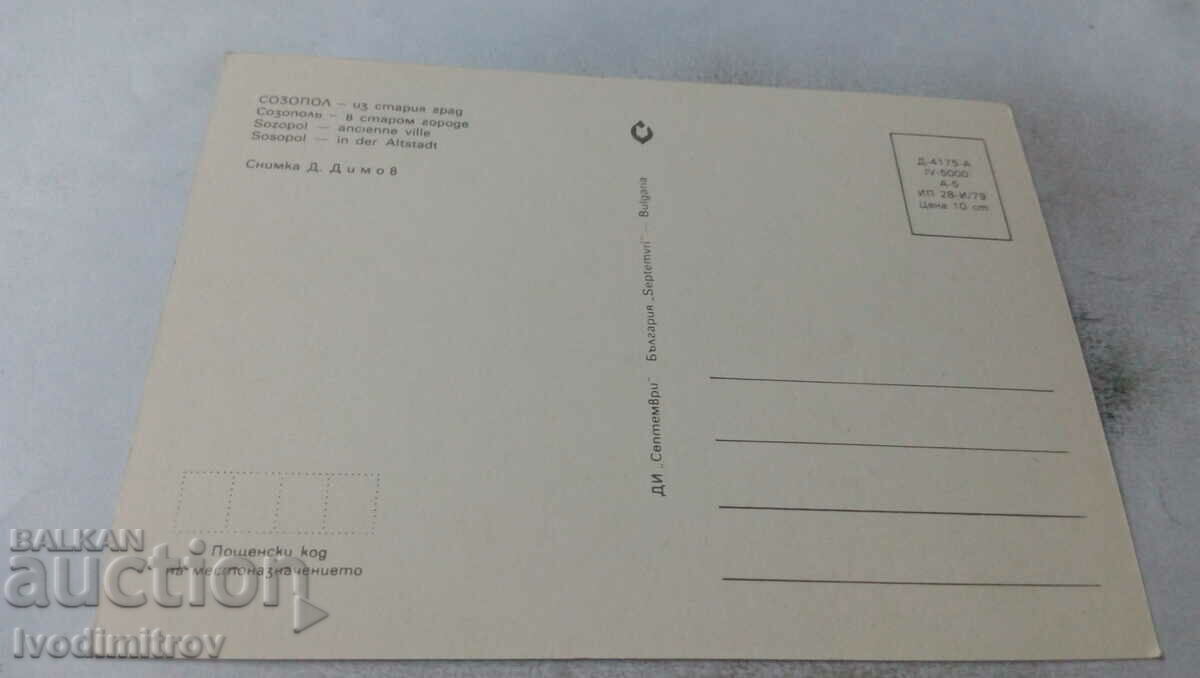 СОЗОПОЛ – из стария град
Созополь – в старом городе
Sozopol — ancienne ville
Sosopol — in der Altstadt
Снимка Д. Димов
ДИ „Септември" България „Septemvri" — Bulgaria
Д-4175-А
IV-5000
А-5
ИП 28-И/79
Цена 10 ст
Пощенски код
на местоназначението
BALKAN
auction
Ivodimitrov